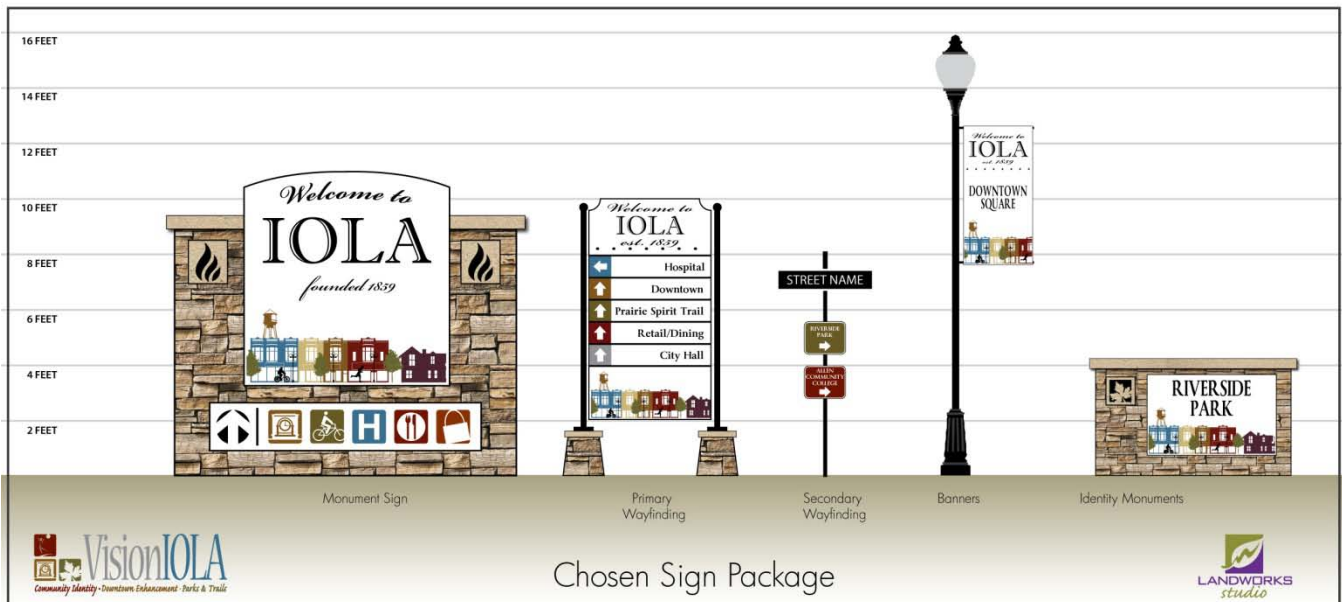 16 FEET
14 FEET
12 FEET
10 FEET
8 FEET
6 FEET
4 FEET
2 FEET
Welcome to
IOLA
founded 1859
H
Welcome to
IOLA
est. 1859
Hospital
Downtown
Prairie Spirit Trail
Retail/Dining
City Hall
STREET NAME
RIVERSIDE
PARK
ALLEN
COMMUNITY
COLLEGE
Welcome to
IOLA
est. 1859
DOWNTOWN
SQUARE
RIVERSIDE
PARK
Monument Sign
Primary
Wayfinding
Secondary
Wayfinding
Banners
Identity Monuments
VisionIOLA
Community Identity · Downtown Enhancement · Parks & Trails
Chosen Sign Package
LANDWORKS
studio